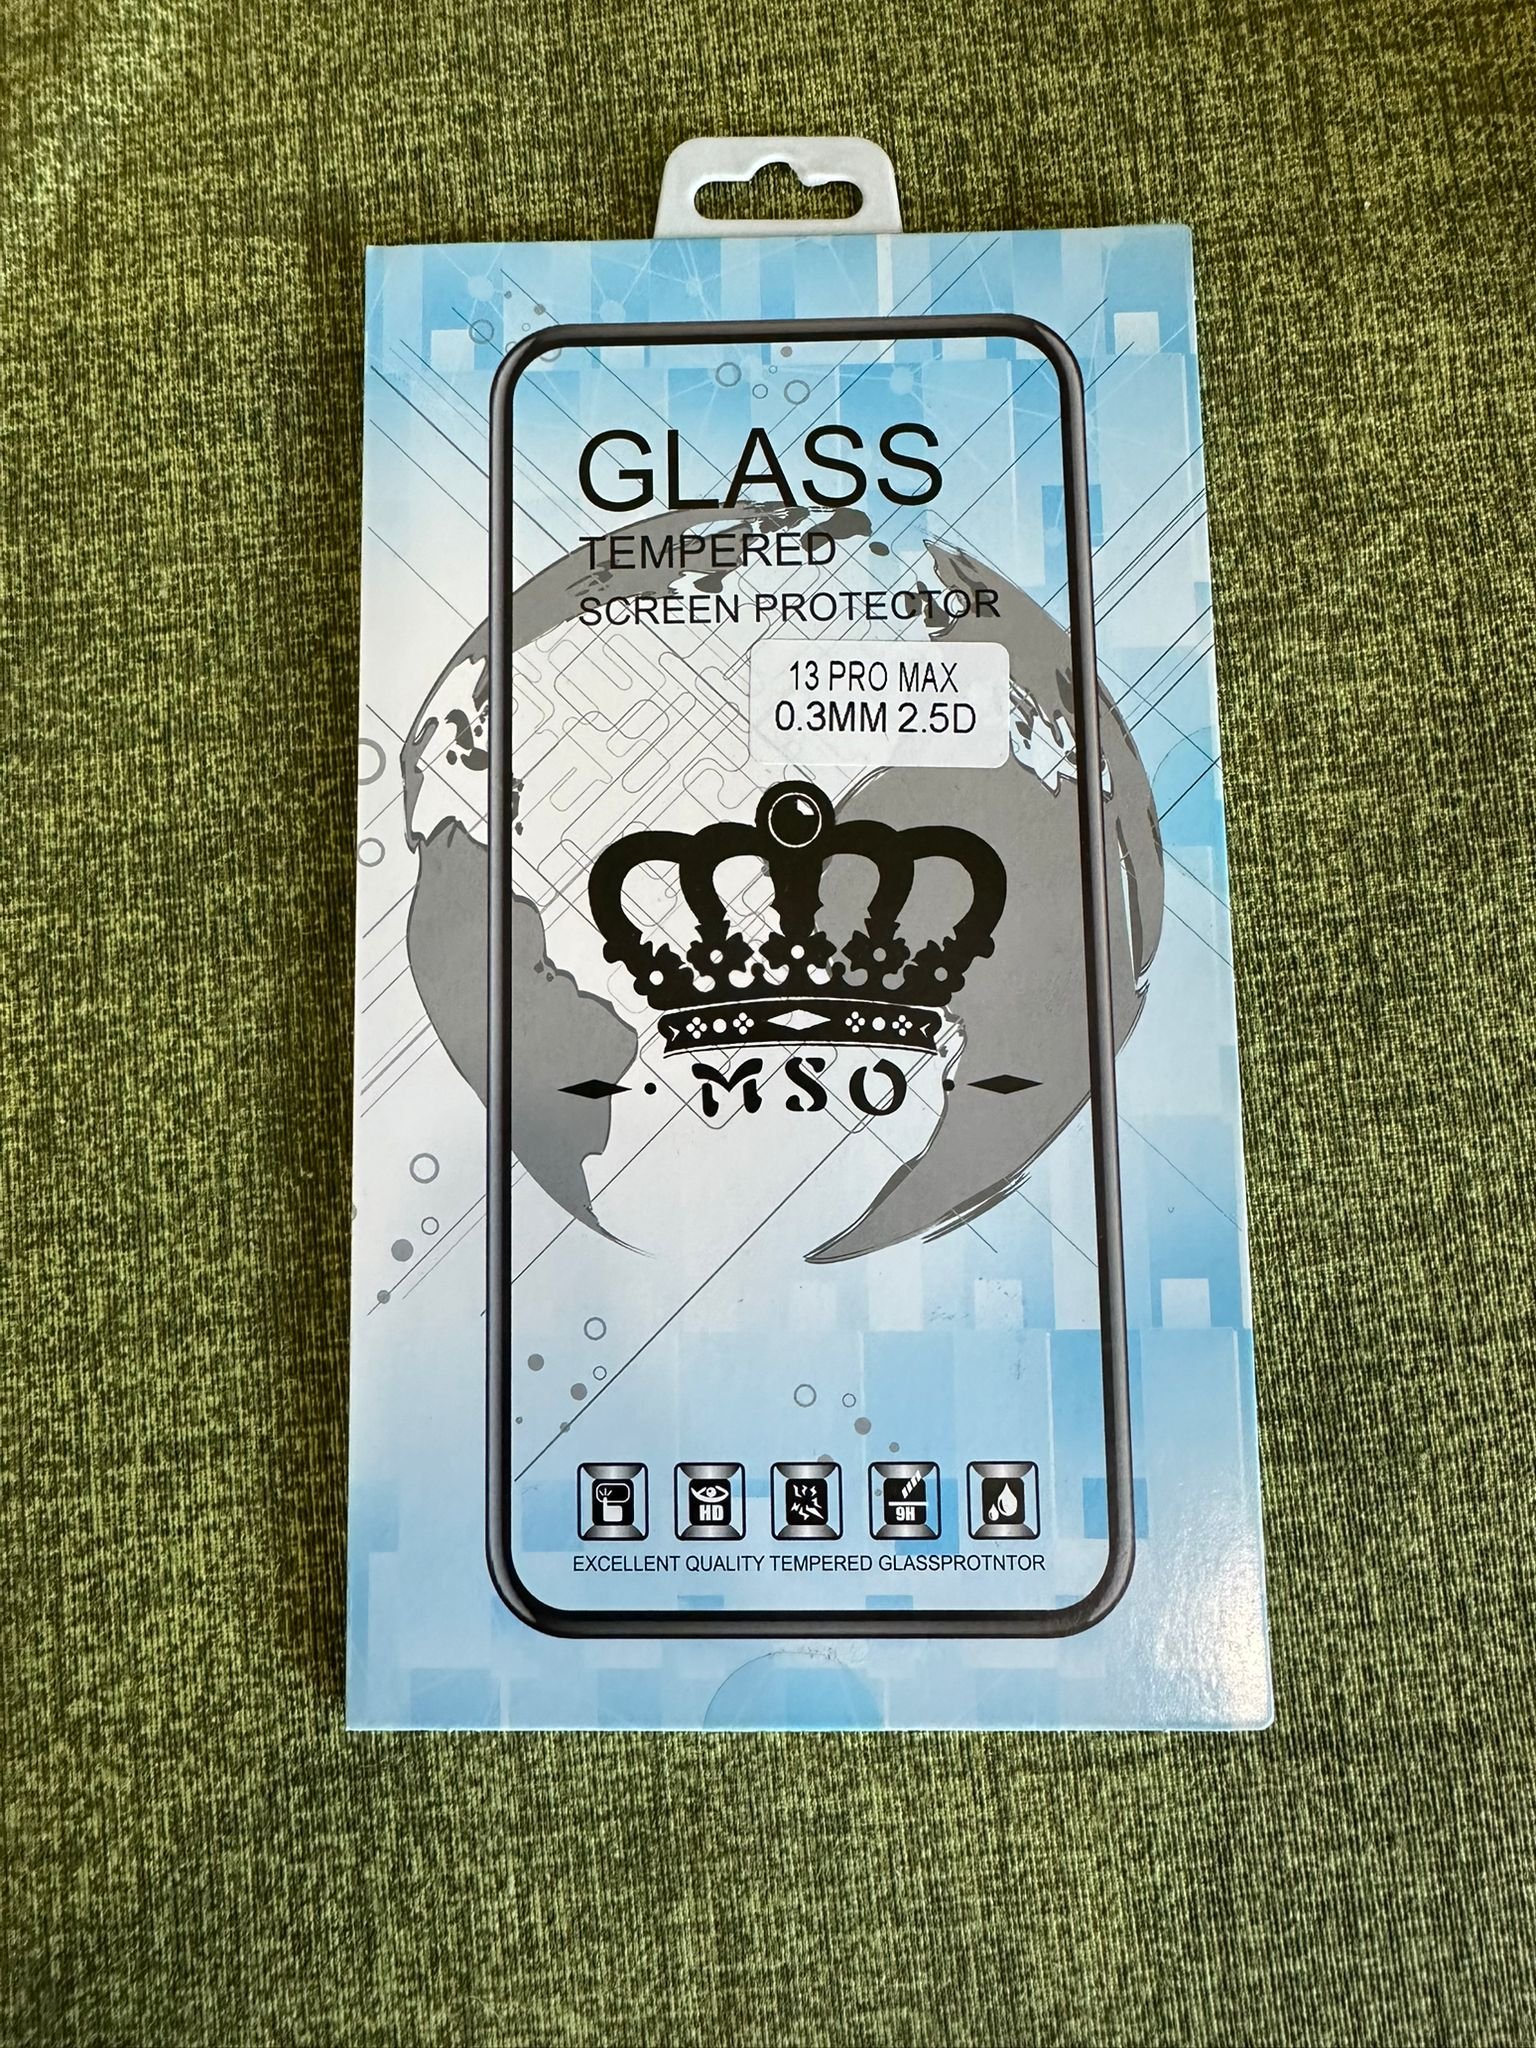 GLASS
TEMPERED
SCREEN PROTECTOR
13 PRO MAX
0.3MM 2.5D
MSO
HD
9H
EXCELLENT QUALITY TEMPERED GLASSPROTNTOR